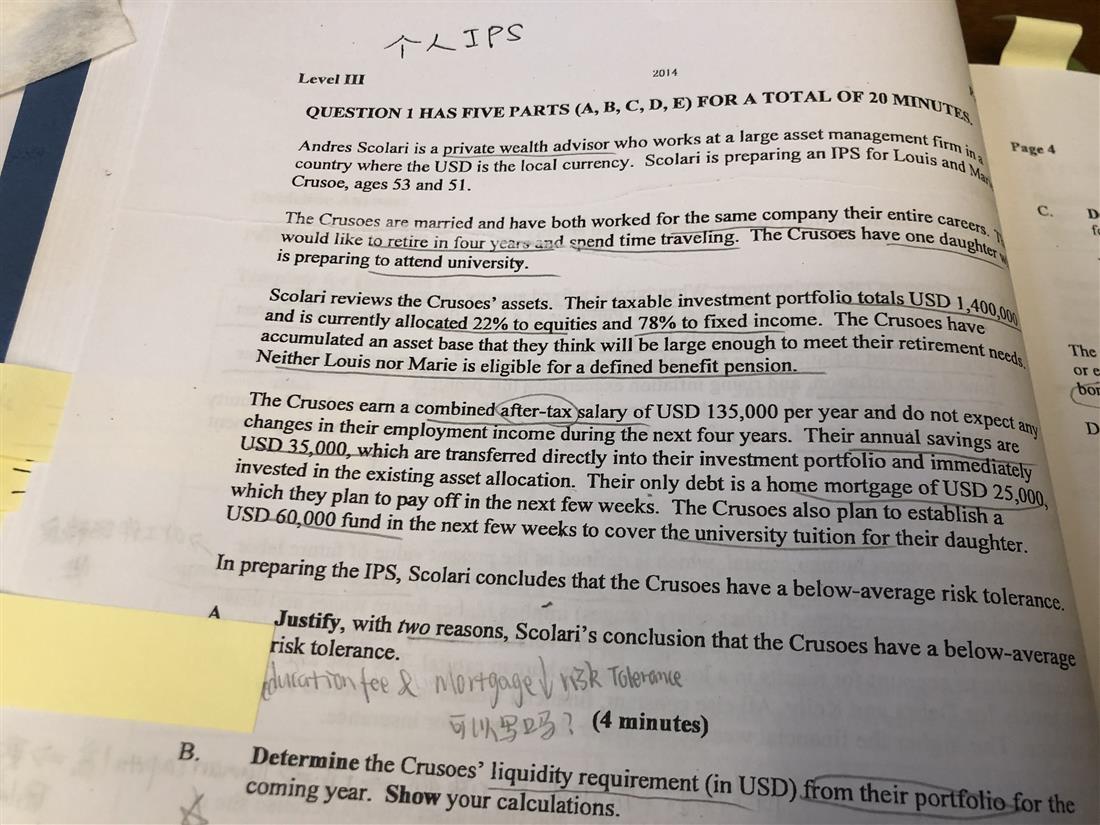 个人IPS
Level III
2014
QUESTION 1 HAS FIVE PARTS (A, B, C, D, E) FOR A TOTAL OF 20 MINUTES.
Andres Scolari is a private wealth advisor who works at a large asset management firm in a
country where the USD is the local currency. Scolari is preparing an IPS for Louis and
Crusoe, ages 53 and 51.
The Crusoes are married and have both worked for the same company their entire careers.
would like to retire in four years and spend time traveling. The Crusoes have one daughter
is preparing to attend university.
Scolari reviews the Crusoes' assets. Their taxable investment portfolio totals USD 1,400,000
and is currently allocated 22% to equities and 78% to fixed income. The Crusoes have
accumulated an asset base that they think will be large enough to meet their retirement needs.
Neither Louis nor Marie is eligible for a defined benefit pension.
The Crusoes earn a combined after-tax salary of USD 135,000 per year and do not expect any
changes in their employment income during the next four years. Their annual savings are
USD 35,000, which are transferred directly into their investment portfolio and immediately
invested in the existing asset allocation. Their only debt is a home mortgage of USD 25,000,
which they plan to pay off in the next few weeks. The Crusoes also plan to establish a
USD 60,000 fund in the next few weeks to cover the university tuition for their daughter.
In preparing the IPS, Scolari concludes that the Crusoes have a below-average risk tolerance.
A. Justify, with two reasons, Scolari's conclusion that the Crusoes have a below-average
risk tolerance.
education fee & Mortgage ↓ risk Tolerance
可以写吗? (4 minutes)
B. Determine the Crusoes' liquidity requirement (in USD) from their portfolio for the
coming year. Show your calculations.
Page 4
C.
The
or
D